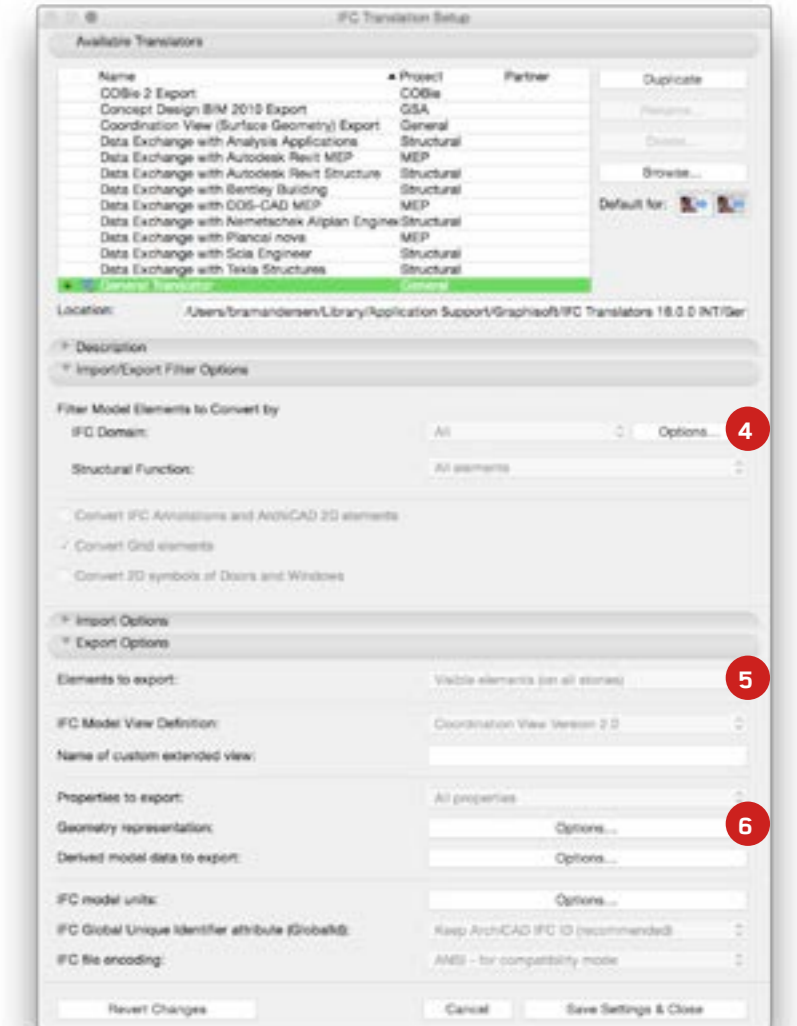 IFC Translation Setup
Available Translators
Name Project Partner
COBie 2 Export COBie
Concept Design BIM 2010 Export GSA
Coordination View (Surface Geometry) Export General
Data Exchange with Analysis Applications Structural
Data Exchange with Autodesk Revit MEP MEP
Data Exchange with Autodesk Revit Structure Structural
Data Exchange with Bentley Building Structural
Data Exchange with DDS-CAD MEP MEP
Data Exchange with Nemetschek Allplan Engine Structural
Data Exchange with Plancal nova MEP
Data Exchange with Scia Engineer Structural
Data Exchange with Tekla Structures Structural
General Translator General
Duplicate
Rename...
Delete...
Browse...
Default for:
Location: /Users/bramandersen/Library/Application Support/Graphisoft/IFC Translators 18.0.0 INT/Ger
Description
Import/Export Filter Options
Filter Model Elements to Convert by
IFC Domain: All Options... 4
Structural Function: All elements
Convert IFC Annotations and ArchiCAD 2D elements
Convert Grid elements
Convert 2D symbols of Doors and Windows
Import Options
Export Options
Elements to export: Visible elements (on all stories) 5
IFC Model View Definition: Coordination View Version 2.0
Name of custom extended view:
Properties to export: All properties
Geometry representation: Options... 6
Derived model data to export: Options...
IFC model units: Options...
IFC Global Unique Identifier attribute (GlobalId): Keep ArchiCAD IFC ID (recommended)
IFC file encoding: ANSI - for compatibility mode
Revert Changes Cancel Save Settings & Close